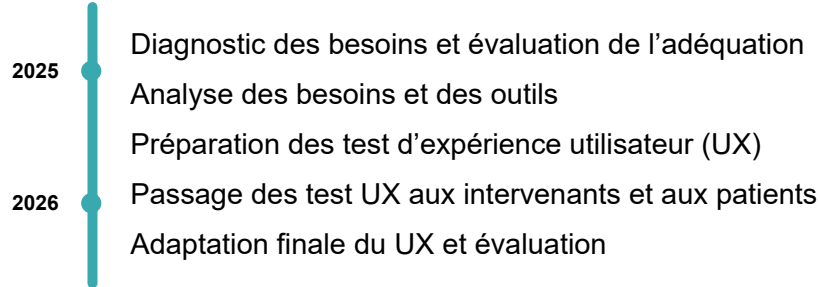 Diagnostic des besoins et évaluation de l’adéquation
2025
Analyse des besoins et des outils
Préparation des test d’expérience utilisateur (UX)
2026
Passage des test UX aux intervenants et aux patients
Adaptation finale du UX et évaluation